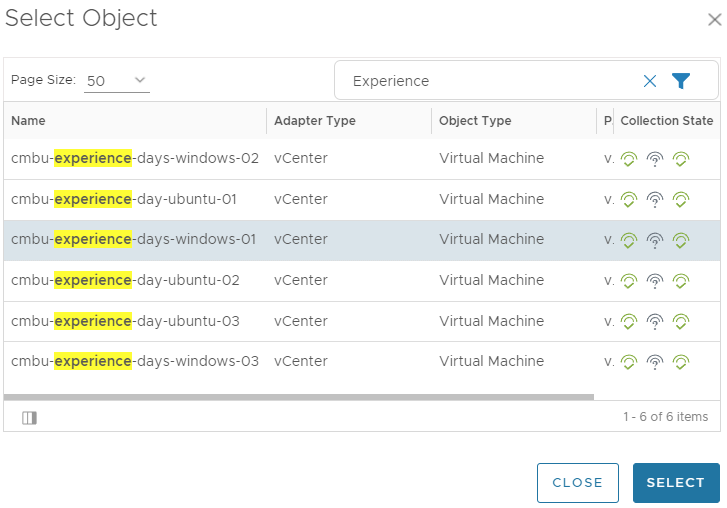 Select Object
Page Size: 50 Experience
Name Adapter Type Object Type P. Collection State
cmbu-experience-days-windows-02 vCenter Virtual Machine v.
cmbu-experience-day-ubuntu-01 vCenter Virtual Machine v.
cmbu-experience-days-windows-01 vCenter Virtual Machine v.
cmbu-experience-day-ubuntu-02 vCenter Virtual Machine v.
cmbu-experience-day-ubuntu-03 vCenter Virtual Machine v.
cmbu-experience-days-windows-03 vCenter Virtual Machine v.
1 - 6 of 6 items
CLOSE SELECT